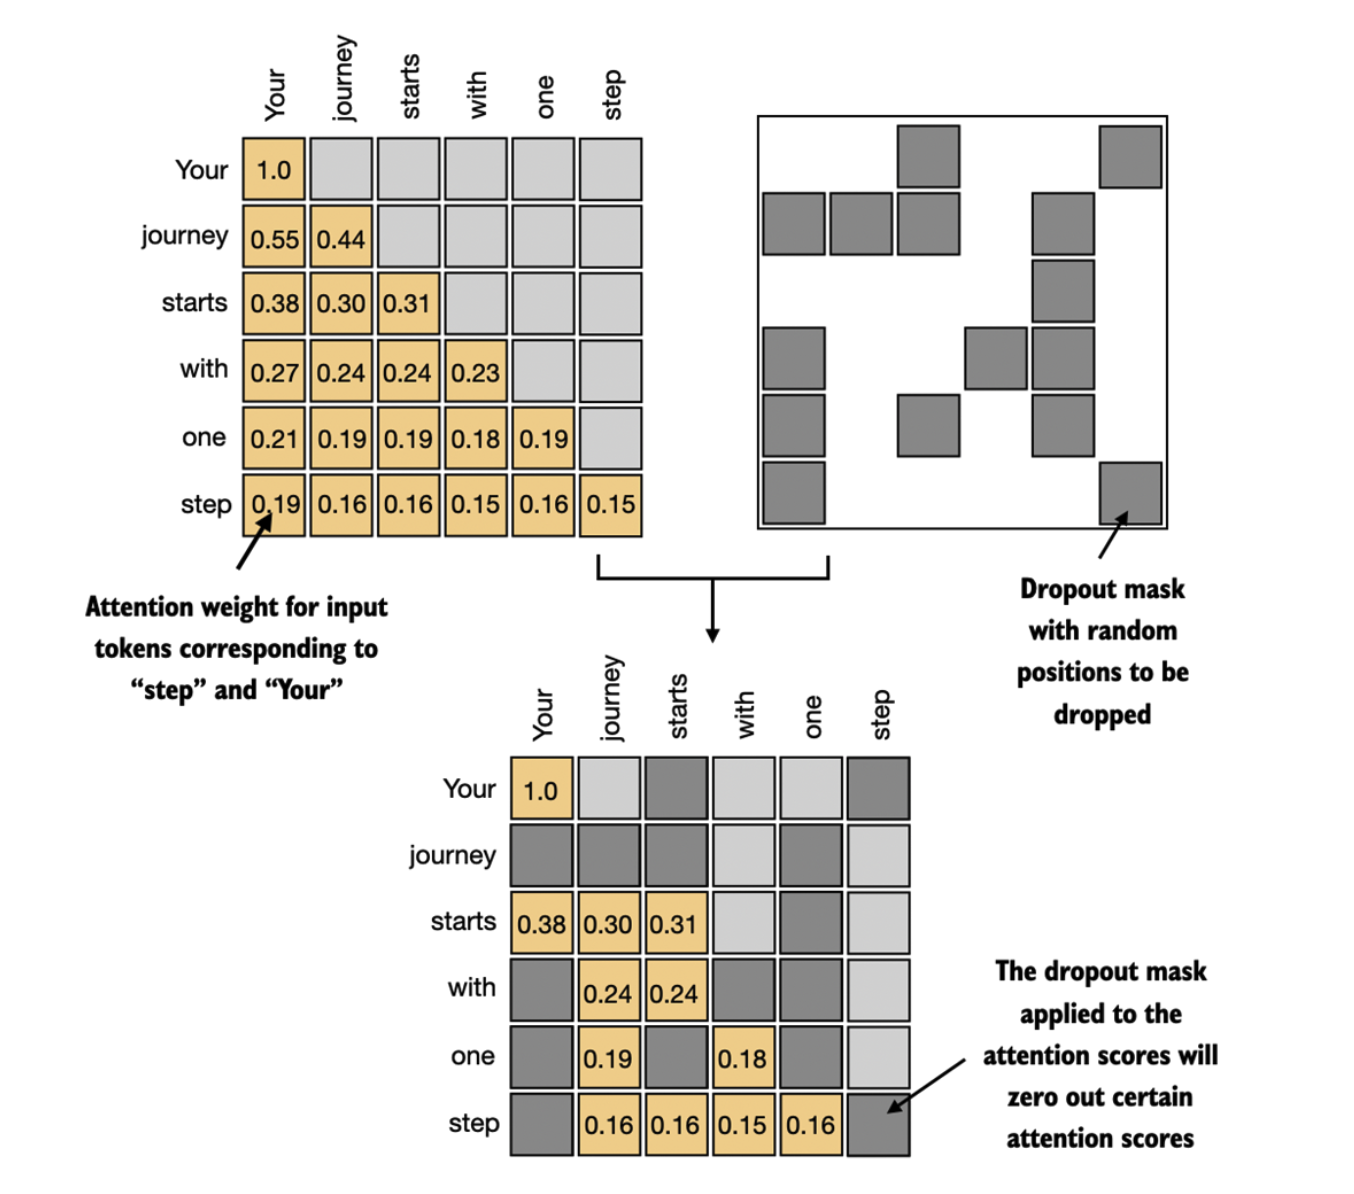 Your journey starts with one step
Your 1.0
journey 0.55 0.44
starts 0.38 0.30 0.31
with 0.27 0.24 0.24 0.23
one 0.21 0.19 0.19 0.18 0.19
step 0.19 0.16 0.16 0.15 0.16 0.15
Attention weight for input
tokens corresponding to
“step” and “Your”
Dropout mask
with random
positions to be
dropped
Your journey starts with one step
Your 1.0
journey
starts 0.38 0.30 0.31
with 0.24 0.24
one 0.19 0.18
step 0.16 0.16 0.15 0.16
The dropout mask
applied to the
attention scores will
zero out certain
attention scores